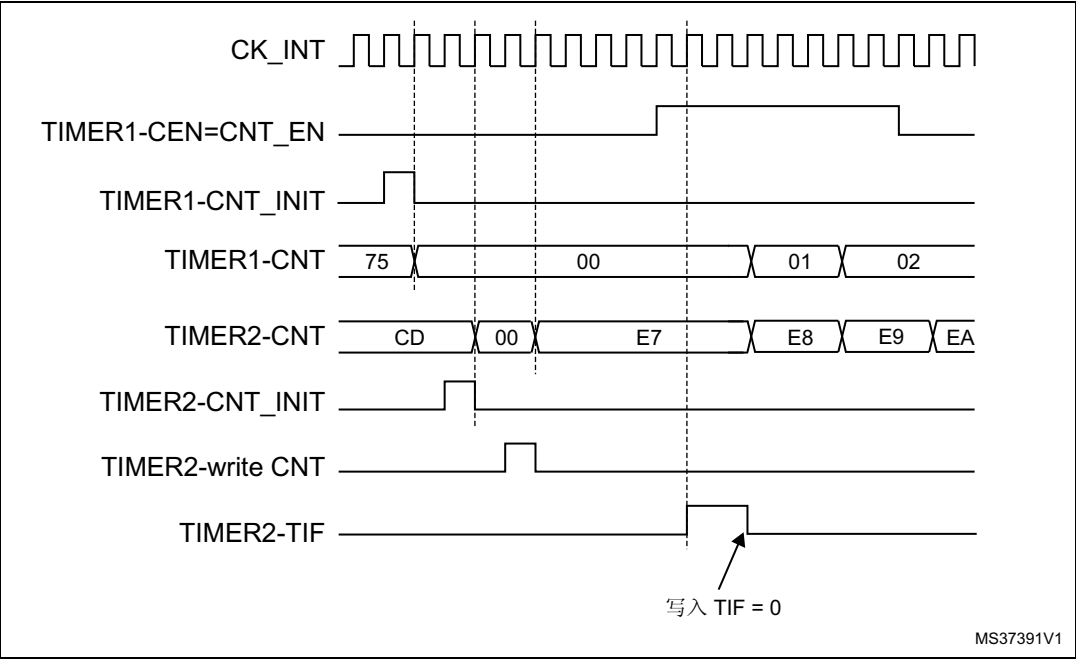 CK_INT
TIMER1-CEN=CNT_EN
TIMER1-CNT_INIT
TIMER1-CNT 75 00 01 02
TIMER2-CNT CD 00 E7 E8 E9 EA
TIMER2-CNT_INIT
TIMER2-write CNT
TIMER2-TIF
写入 TIF = 0
MS37391V1